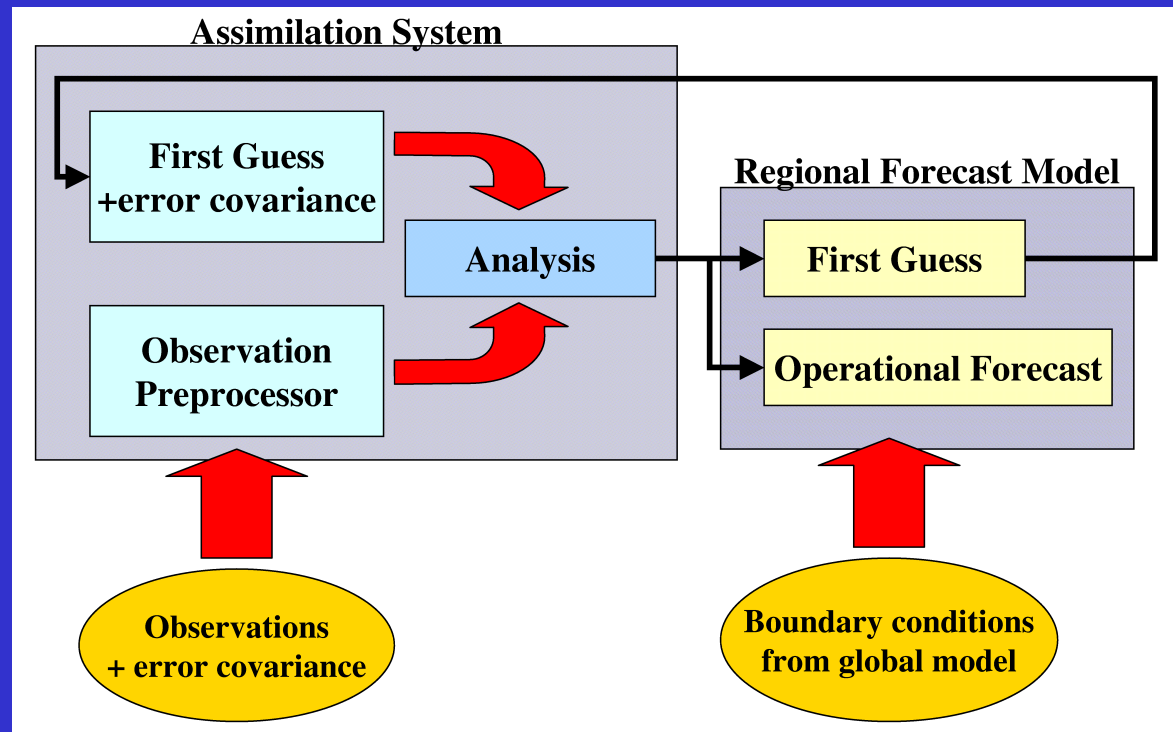 Assimilation System
First Guess
+error covariance
Regional Forecast Model
Analysis
First Guess
Observation
Preprocessor
Operational Forecast
Observations
+ error covariance
Boundary conditions
from global model